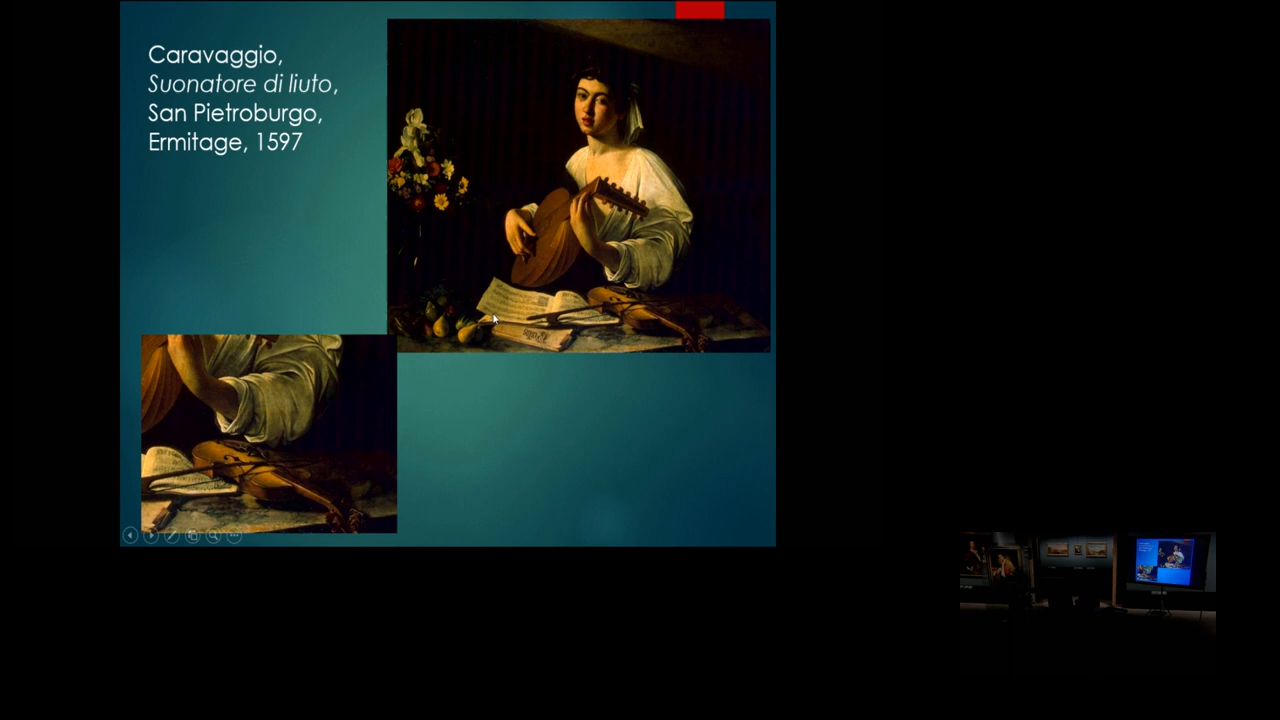 Caravaggio,
Suonatore di liuto,
San Pietroburgo,
Ermitage, 1597